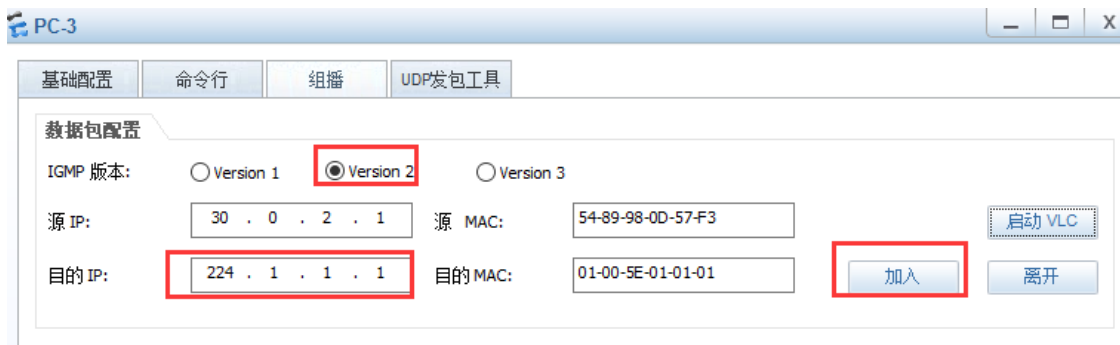 PC-3
基础配置 命令行 组播 UDP发包工具
数据包配置
IGMP 版本: Version 1 Version 2 Version 3
源 IP: 30 . 0 . 2 . 1 源 MAC: 54-89-98-0D-57-F3 启动 VLC
目的 IP: 224 . 1 . 1 . 1 目的 MAC: 01-00-5E-01-01-01 加入 离开